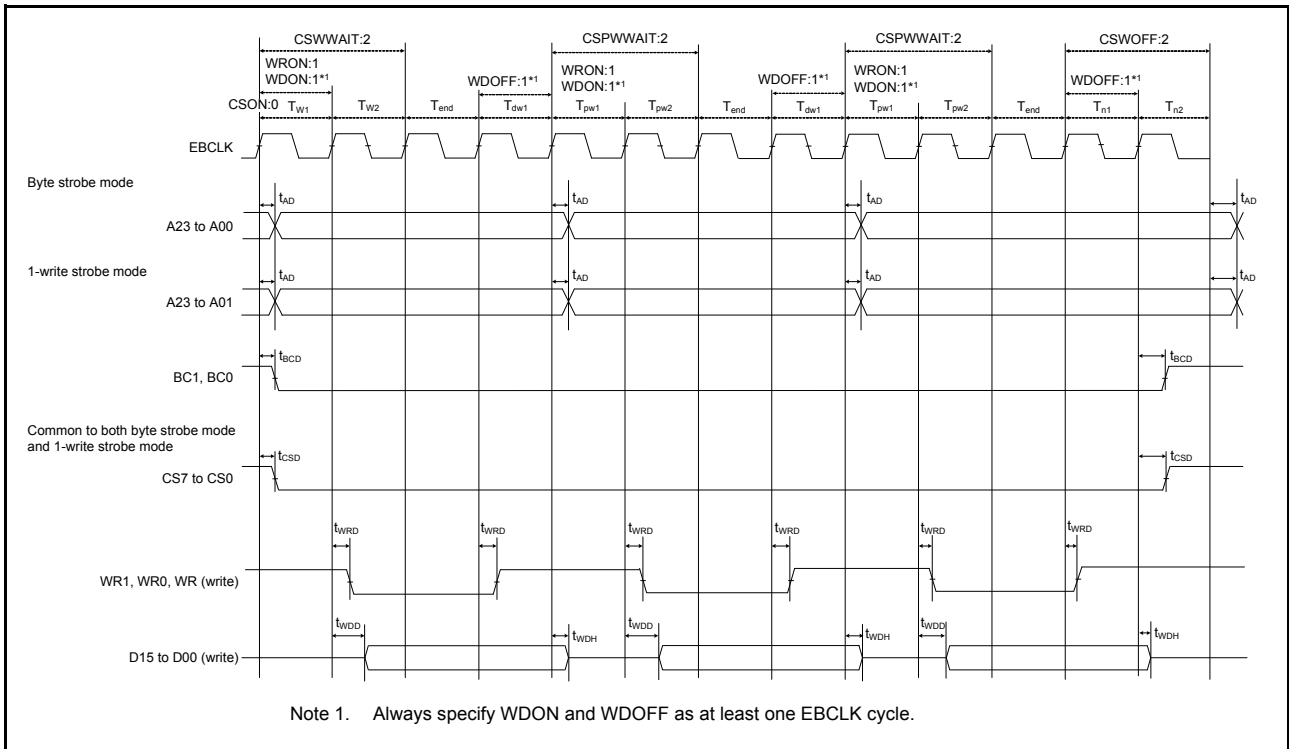 CSWWAIT:2 CSPWWAIT:2 CSPWWAIT:2 CSWOFF:2
WRON:1 WRON:1 WRON:1
WDON:1*1 WDOFF:1*1 WDON:1*1 WDOFF:1*1 WDON:1*1 WDOFF:1*1
CSON:0 TW1 TW2 Tend Tdw1 Tpw1 Tpw2 Tend Tdw1 Tpw1 Tpw2 Tend Tn1 Tn2
EBCLK
Byte strobe mode
tAD tAD tAD tAD
A23 to A00
1-write strobe mode
tAD tAD tAD tAD
A23 to A01
tBCD tBCD
BC1, BC0
Common to both byte strobe mode
and 1-write strobe mode
tCSD tCSD
CS7 to CS0
tWRD tWRD tWRD tWRD tWRD tWRD
WR1, WR0, WR (write)
tWDD tWDH tWDD tWDH tWDD tWDH
D15 to D00 (write)
Note 1. Always specify WDON and WDOFF as at least one EBCLK cycle.